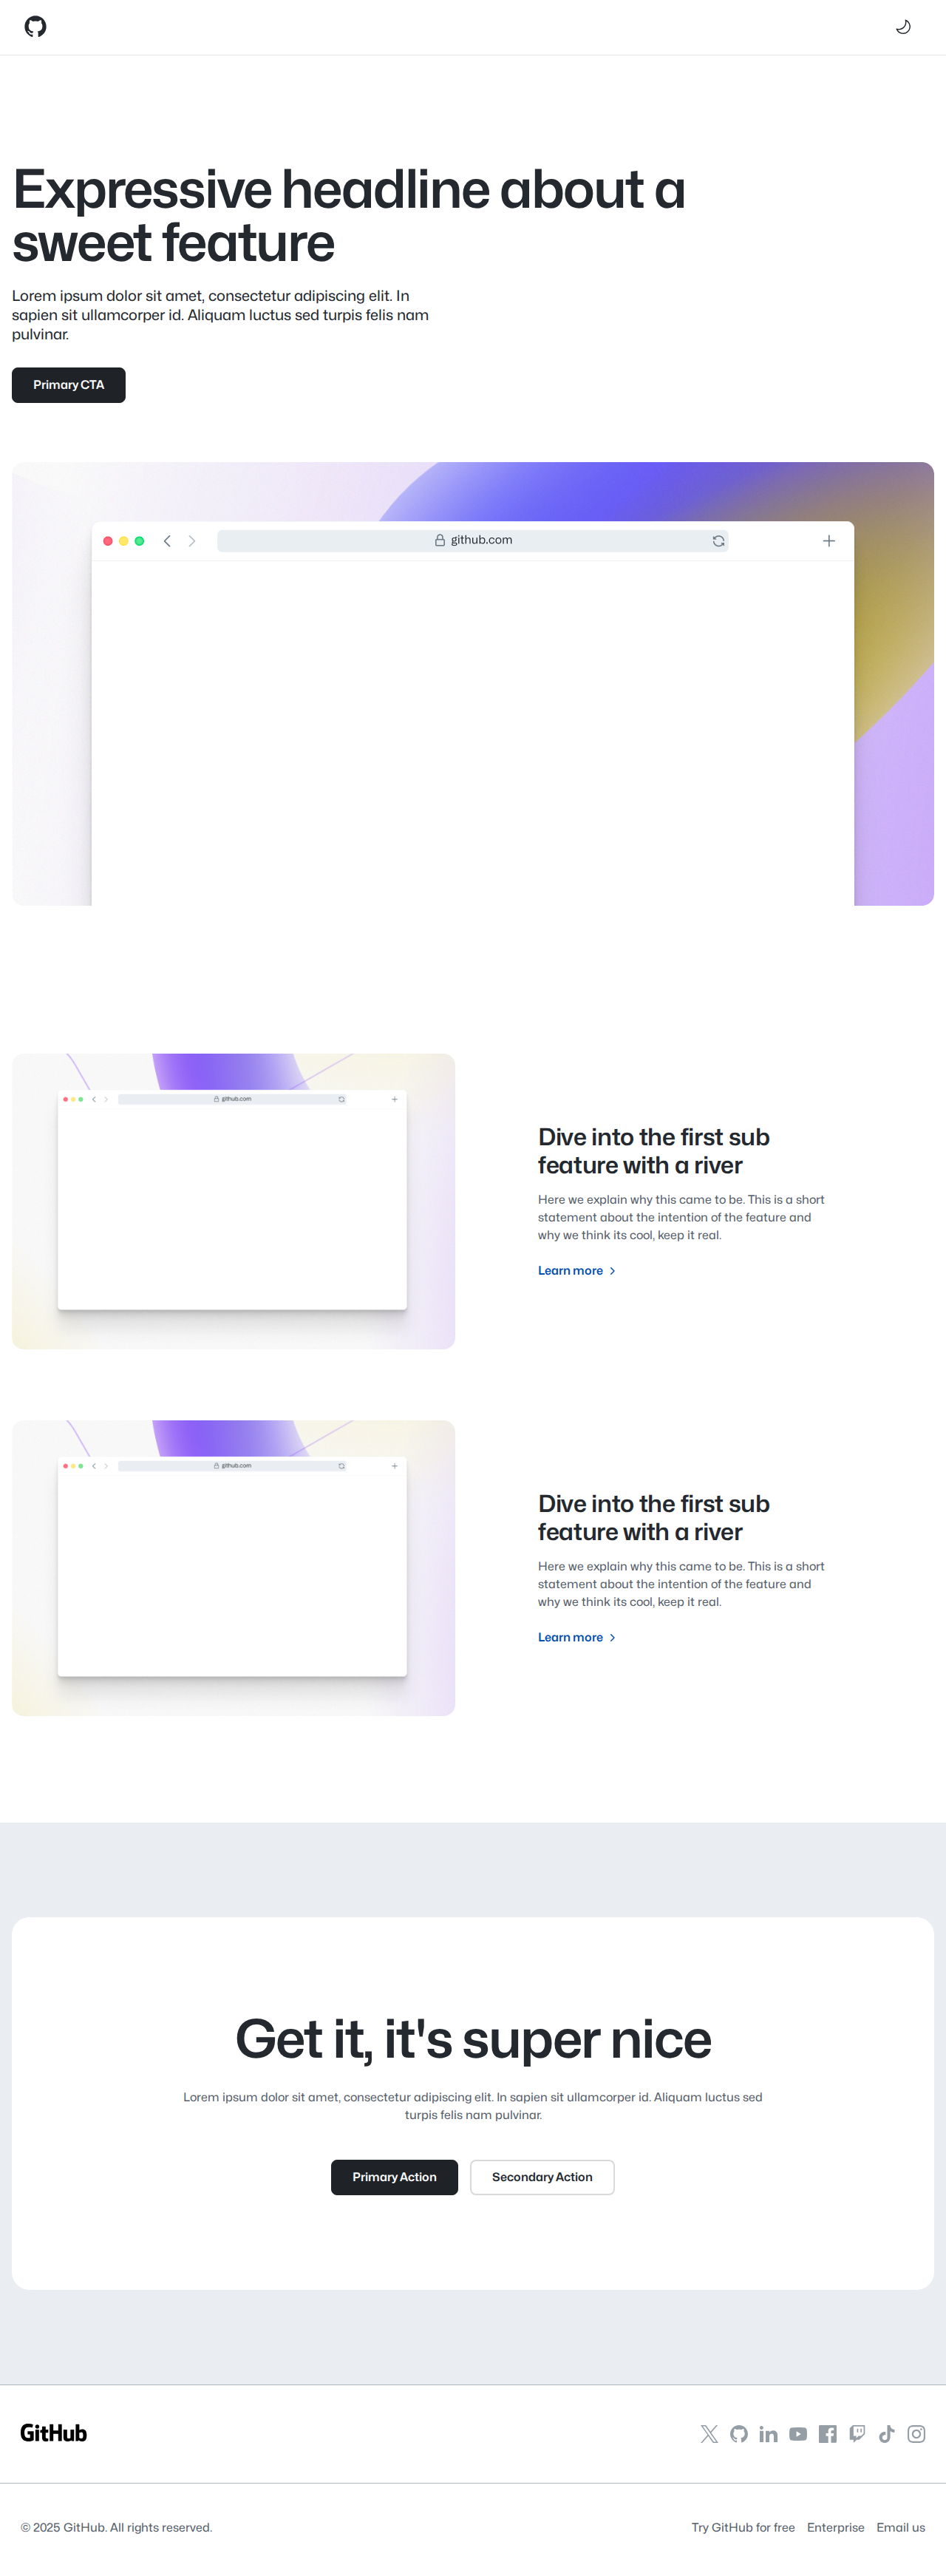 Expressive headline about a
sweet feature
Lorem ipsum dolor sit amet, consectetur adipiscing elit. In
sapien sit ullamcorper id. Aliquam luctus sed turpis felis nam
pulvinar.
Primary CTA
github.com
github.com
Dive into the first sub
feature with a river
Here we explain why this came to be. This is a short
statement about the intention of the feature and
why we think its cool, keep it real.
Learn more
github.com
Dive into the first sub
feature with a river
Here we explain why this came to be. This is a short
statement about the intention of the feature and
why we think its cool, keep it real.
Learn more
Get it, it's super nice
Lorem ipsum dolor sit amet, consectetur adipiscing elit. In sapien sit ullamcorper id. Aliquam luctus sed
turpis felis nam pulvinar.
Primary Action Secondary Action
GitHub
© 2025 GitHub. All rights reserved. Try GitHub for free Enterprise Email us